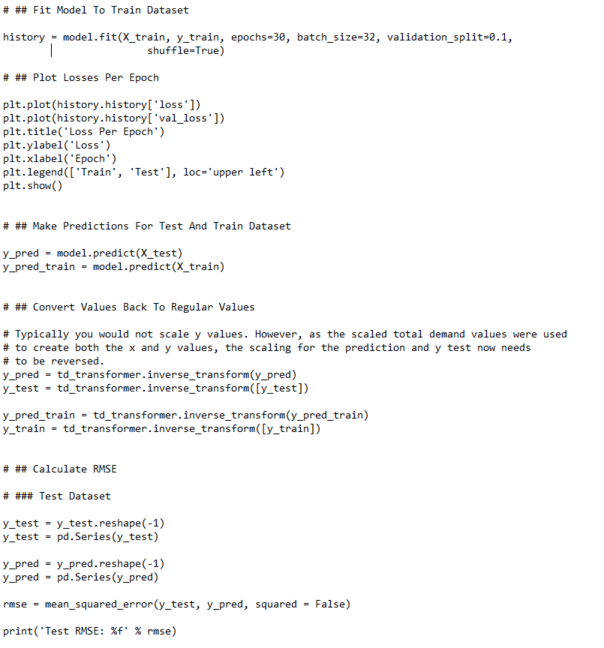 # ## Fit Model To Train Dataset
history = model.fit(X_train, y_train, epochs=30, batch_size=32, validation_split=0.1,
shuffle=True)
# ## Plot Losses Per Epoch
plt.plot(history.history['loss'])
plt.plot(history.history['val_loss'])
plt.title('Loss Per Epoch')
plt.ylabel('Loss')
plt.xlabel('Epoch')
plt.legend(['Train', 'Test'], loc='upper left')
plt.show()
# ## Make Predictions For Test And Train Dataset
y_pred = model.predict(X_test)
y_pred_train = model.predict(X_train)
# ## Convert Values Back To Regular Values
# Typically you would not scale y values. However, as the scaled total demand values were used
# to create both the x and y values, the scaling for the prediction and y test now needs
# to be reversed.
y_pred = td_transformer.inverse_transform(y_pred)
y_test = td_transformer.inverse_transform([y_test])
y_pred_train = td_transformer.inverse_transform(y_pred_train)
y_train = td_transformer.inverse_transform([y_train])
# ## Calculate RMSE
# ### Test Dataset
y_test = y_test.reshape(-1)
y_test = pd.Series(y_test)
y_pred = y_pred.reshape(-1)
y_pred = pd.Series(y_pred)
rmse = mean_squared_error(y_test, y_pred, squared = False)
print('Test RMSE: %f' % rmse)